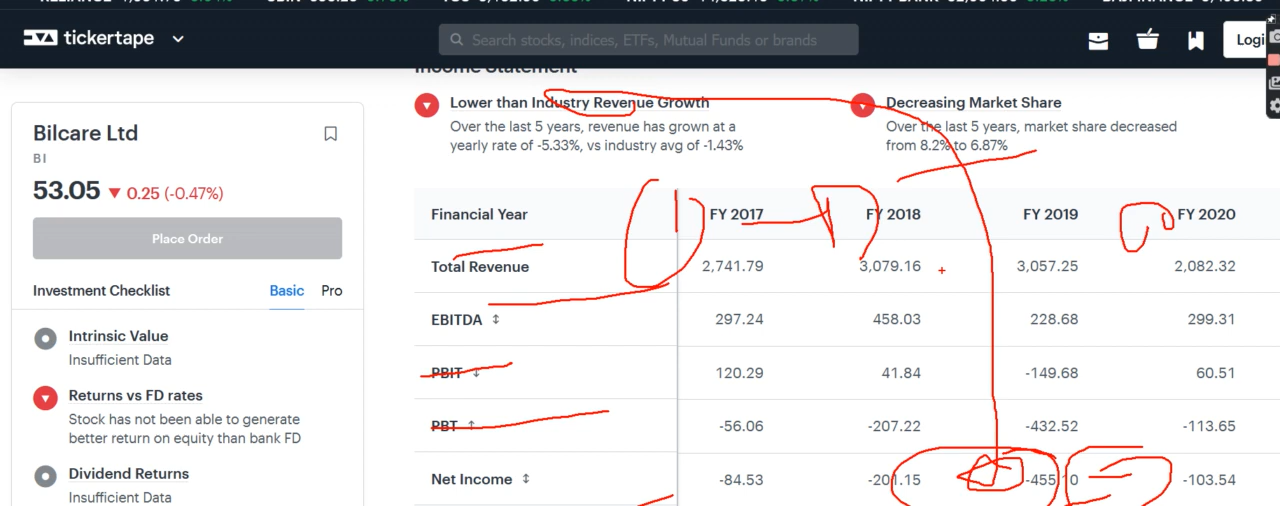 tickertape
Search stocks, indices, ETFs, Mutual Funds or brands
Logi
Income Statement
Bilcare Ltd
BI
53.05 ▼ 0.25 (-0.47%)
Place Order
Investment Checklist Basic Pro
Intrinsic Value
Insufficient Data
Returns vs FD rates
Stock has not been able to generate
better return on equity than bank FD
Dividend Returns
Insufficient Data
Lower than Industry Revenue Growth
Over the last 5 years, revenue has grown at a
yearly rate of -5.33%, vs industry avg of -1.43%
Decreasing Market Share
Over the last 5 years, market share decreased
from 8.2% to 6.87%
Financial Year FY 2017 FY 2018 FY 2019 FY 2020
Total Revenue 2,741.79 3,079.16 3,057.25 2,082.32
EBITDA 297.24 458.03 228.68 299.31
PBIT 120.29 41.84 -149.68 60.51
PBT -56.06 -207.22 -432.52 -113.65
Net Income -84.53 -201.15 -455.10 -103.54